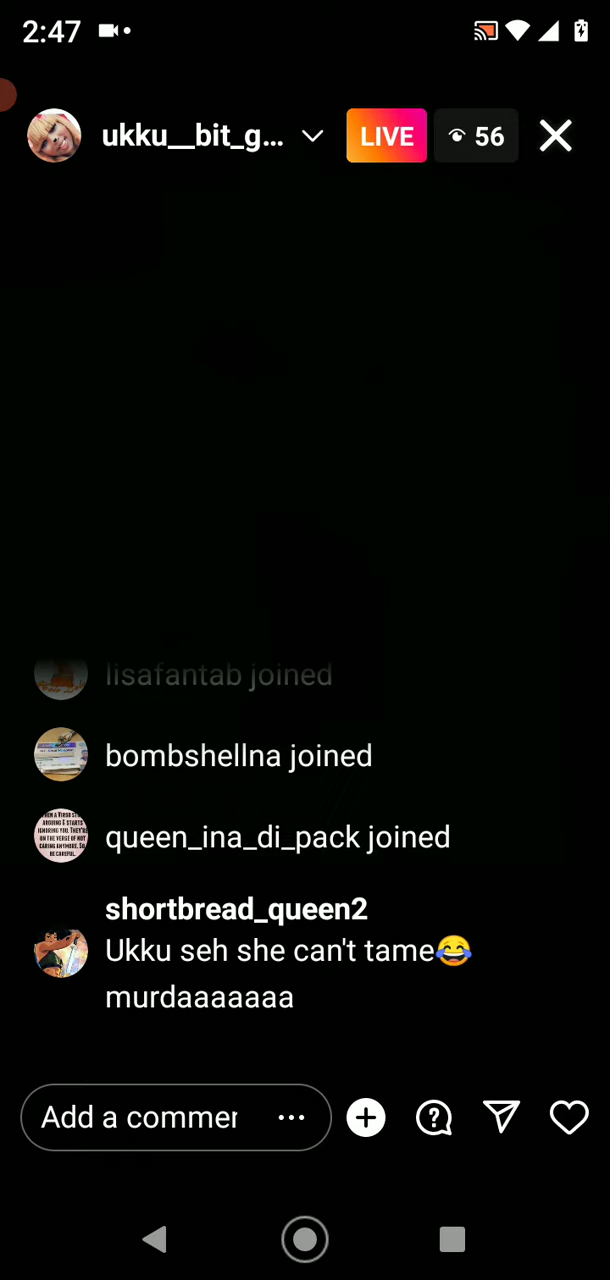 2:47
ukku__bit_g...
LIVE
56
lisafantab joined
bombshellna joined
queen_ina_di_pack joined
shortbread_queen2
Ukku seh she can't tame😂
murdaaaaaaa
Add a commer